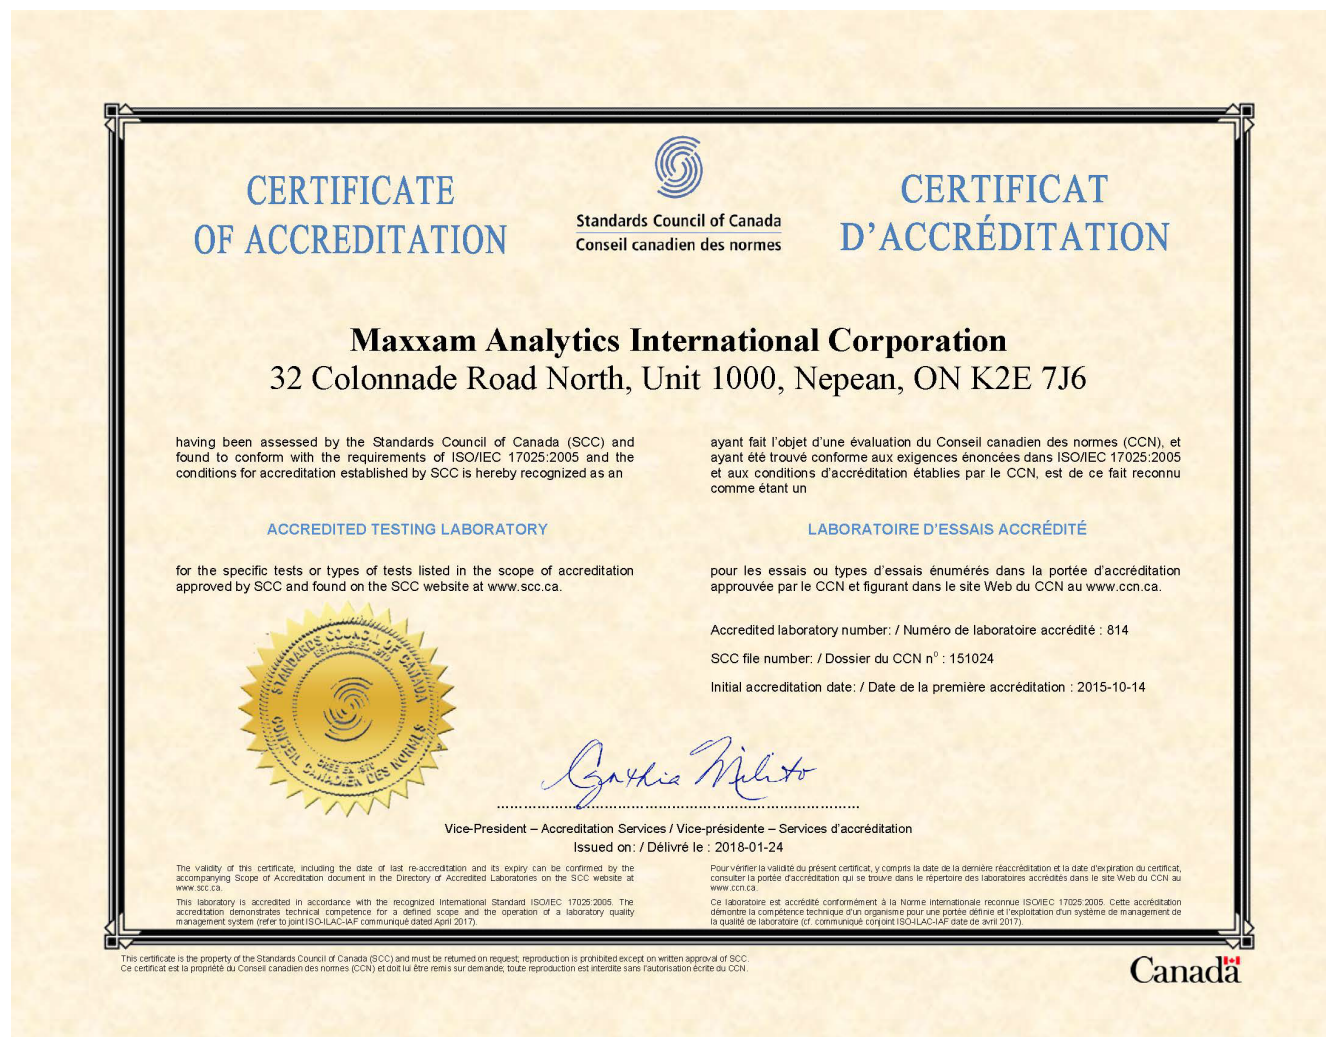 CERTIFICATE
OF ACCREDITATION
Standards Council of Canada
Conseil canadien des normes
CERTIFICAT
D'ACCRÉDITATION
Maxxam Analytics International Corporation
32 Colonnade Road North, Unit 1000, Nepean, ON K2E 7J6
having been assessed by the Standards Council of Canada (SCC) and
found to conform with the requirements of ISO/IEC 17025:2005 and the
conditions for accreditation established by SCC is hereby recognized as an
ACCREDITED TESTING LABORATORY
for the specific tests or types of tests listed in the scope of accreditation
approved by SCC and found on the SCC website at www.scc.ca.
ayant fait l'objet d'une évaluation du Conseil canadien des normes (CCN), et
ayant été trouvé conforme aux exigences énoncées dans ISO/IEC 17025:2005
et aux conditions d'accréditation établies par le CCN, est de ce fait reconnu
comme étant un
LABORATOIRE D'ESSAIS ACCRÉDITÉ
pour les essais ou types d'essais énumérés dans la portée d'accréditation
approuvée par le CCN et figurant dans le site Web du CCN au www.ccn.ca.
Accredited laboratory number: / Numéro de laboratoire accrédité : 814
SCC file number: / Dossier du CCN n° : 151024
Initial accreditation date: / Date de la première accréditation : 2015-10-14
STANDARDS COUNCIL OF CANADA
ESTABLISHED 1970
CRÉÉ EN 1970
CONSEIL CANADIEN DES NORMES
Cynthia Milito
Vice-President – Accreditation Services / Vice-présidente – Services d'accréditation
Issued on: / Délivré le : 2018-01-24
The validity of this certificate, including the date of last re-accreditation and its expiry can be confirmed by the
accompanying Scope of Accreditation document in the Directory of Accredited Laboratories on the SCC website at
www.scc.ca.
This laboratory is accredited in accordance with the recognized International Standard ISO/IEC 17025:2005. The
accreditation demonstrates technical competence for a defined scope and the operation of a laboratory quality
management system (refer to joint ISO-ILAC-IAF communiqué dated April 2017).
Pour vérifier la validité du présent certificat, y compris la date de la dernière réaccréditation et la date d'expiration du certificat,
consulter la portée d'accréditation qui se trouve dans le répertoire des laboratoires accrédités dans le site Web du CCN au
www.ccn.ca.
Ce laboratoire est accrédité conformément à la Norme internationale reconnue ISO/IEC 17025:2005. Cette accréditation
démontre la compétence technique d'un organisme pour une portée définie et l'exploitation d'un système de management de
la qualité de laboratoire (cf. communiqué conjoint ISO-ILAC-IAF date de avril 2017).
This certificate is the property of the Standards Council of Canada (SCC) and must be returned on request; reproduction is prohibited except on written approval of SCC.
Ce certificat est la propriété du Conseil canadien des normes (CCN) et doit lui être remis sur demande; toute reproduction est interdite sans l'autorisation écrite du CCN.
Canada